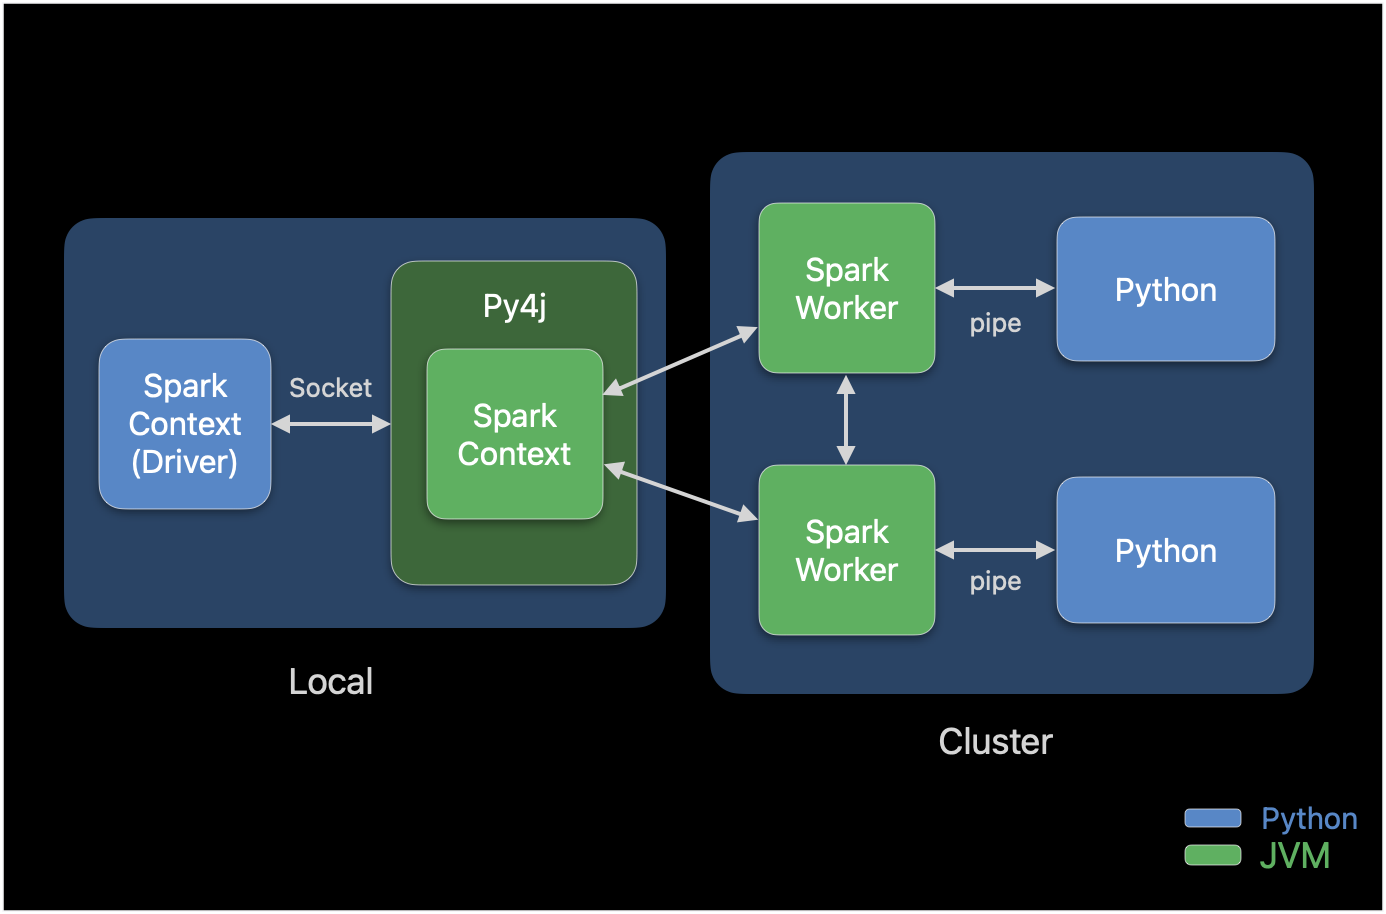 Spark
Context
(Driver)
Socket
Py4j
Spark
Context
Local
Spark
Worker
pipe
Python
Spark
Worker
pipe
Python
Cluster
Python
JVM